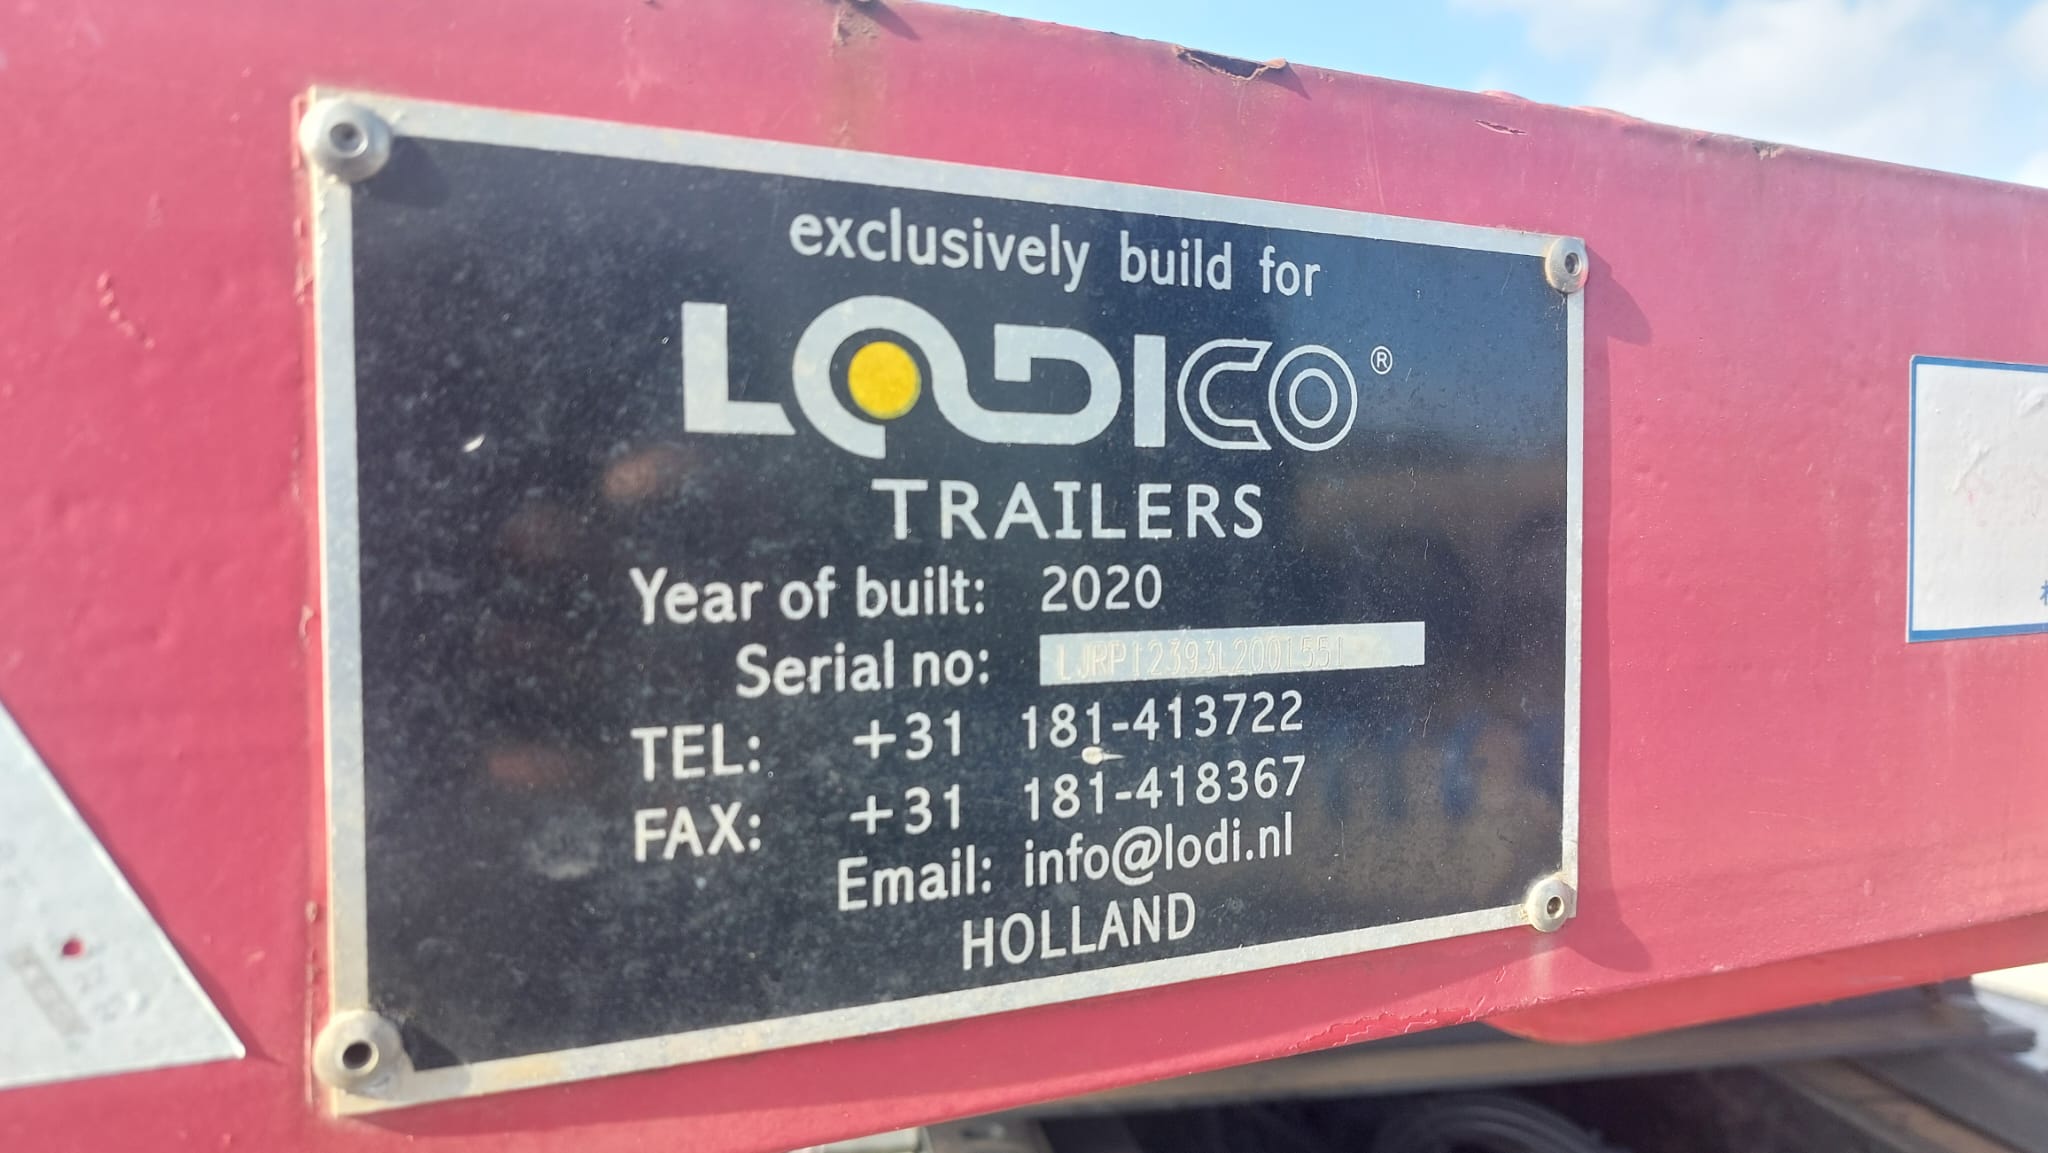 exclusively build for
LODICO®
TRAILERS
Year of built: 2020
Serial no: LJRP12393L2001551
TEL: +31 181-413722
FAX: +31 181-418367
Email: info@lodi.nl
HOLLAND